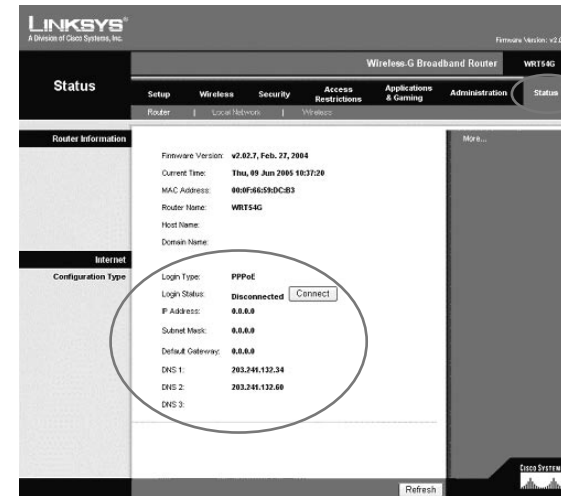 LINKSYS®
A Division of Cisco Systems, Inc.
Firmware Version: v2.0
Wireless-G Broadband Router WRT54G
Status
Setup Wireless Security Access Restrictions Applications & Gaming Administration Status
Router | Local Network | Wireless
Router Information
More...
Firmware Version: v2.02.7, Feb. 27, 2004
Current Time: Thu, 09 Jun 2005 10:37:20
MAC Address: 00:0F:66:59:DC:B3
Router Name: WRT54G
Host Name:
Domain Name:
Internet
Configuration Type
Login Type: PPPoE
Login Status: Disconnected Connect
IP Address: 0.0.0.0
Subnet Mask: 0.0.0.0
Default Gateway: 0.0.0.0
DNS 1: 203.241.132.34
DNS 2: 203.241.132.60
DNS 3:
Refresh
CISCO SYSTEM